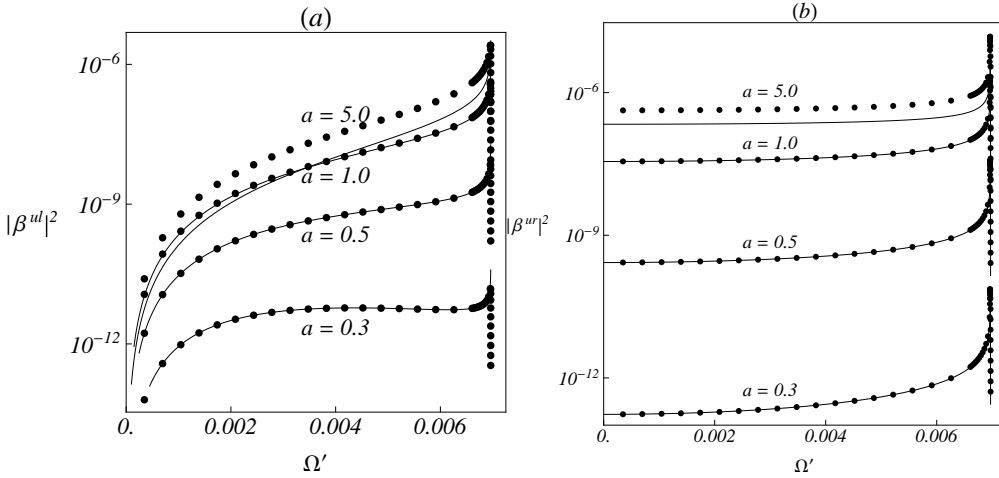 (a)
10⁻⁶
10⁻⁹
10⁻¹²
|β^{ul}|²
a = 5.0
a = 1.0
a = 0.5
a = 0.3
0. 0.002 0.004 0.006
Ω′
(b)
10⁻⁶
10⁻⁹
10⁻¹²
|β^{ur}|²
a = 5.0
a = 1.0
a = 0.5
a = 0.3
0. 0.002 0.004 0.006
Ω′